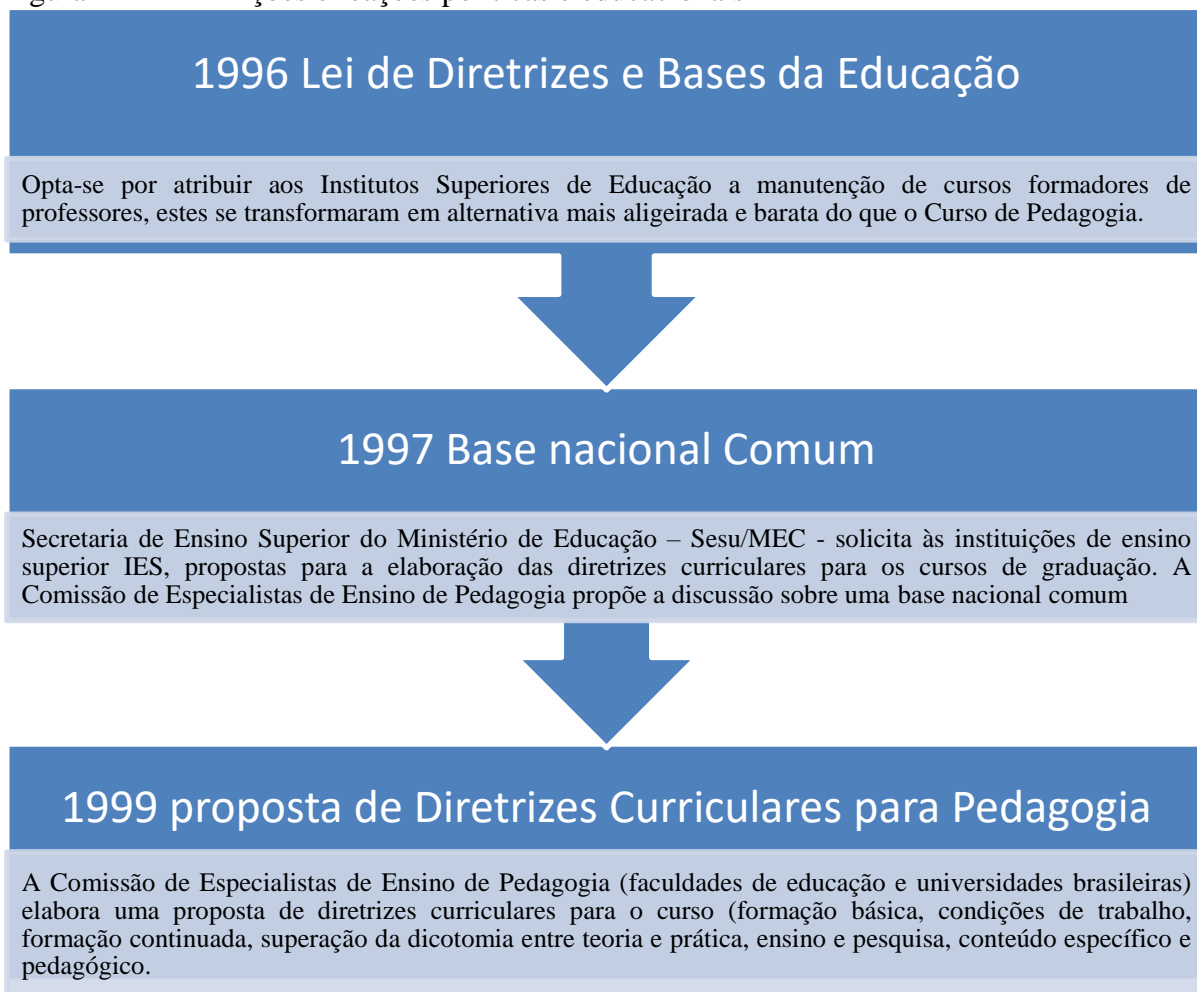 1996 Lei de Diretrizes e Bases da Educação
Opta-se por atribuir aos Institutos Superiores de Educação a manutenção de cursos formadores de
professores, estes se transformaram em alternativa mais aligeirada e barata do que o Curso de Pedagogia.
1997 Base nacional Comum
Secretaria de Ensino Superior do Ministério de Educação – Sesu/MEC - solicita às instituições de ensino
superior IES, propostas para a elaboração das diretrizes curriculares para os cursos de graduação. A
Comissão de Especialistas de Ensino de Pedagogia propõe a discussão sobre uma base nacional comum
1999 proposta de Diretrizes Curriculares para Pedagogia
A Comissão de Especialistas de Ensino de Pedagogia (faculdades de educação e universidades brasileiras)
elabora uma proposta de diretrizes curriculares para o curso (formação básica, condições de trabalho,
formação continuada, superação da dicotomia entre teoria e prática, ensino e pesquisa, conteúdo específico e
pedagógico.